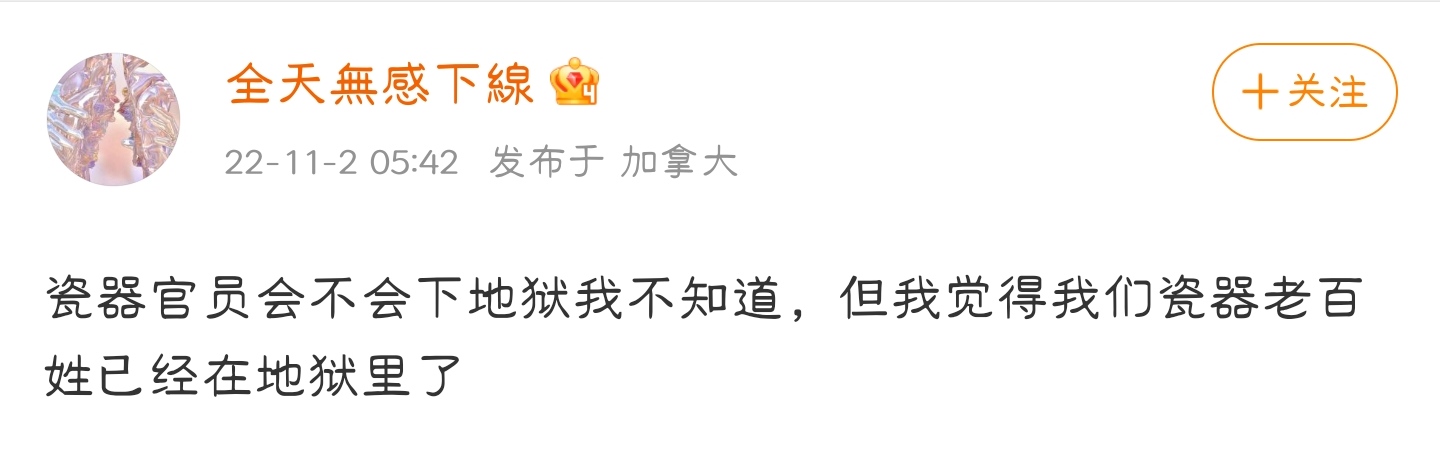 全天無感下線
4
+关注
22-11-2 05:42 发布于 加拿大
瓷器官员会不会下地狱我不知道，但我觉得我们瓷器老百
姓已经在地狱里了